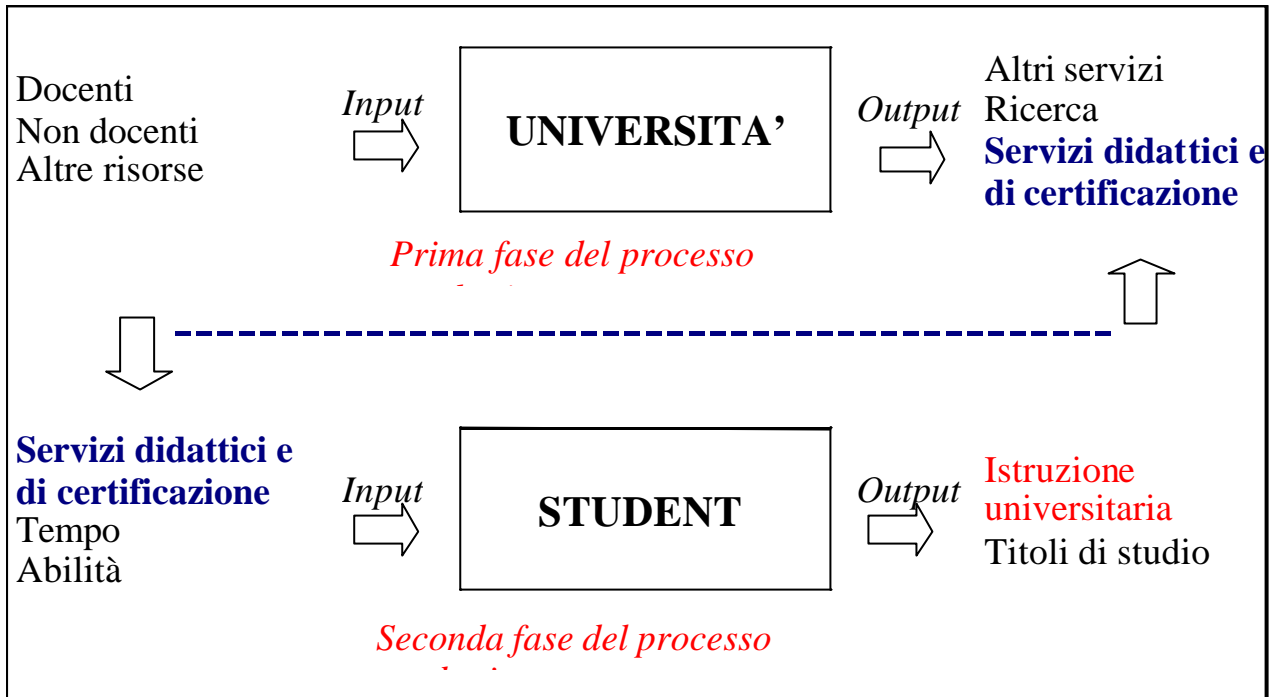 Docenti
Non docenti
Altre risorse
Input
UNIVERSITA’
Output
Altri servizi
Ricerca
Servizi didattici e
di certificazione
Prima fase del processo
Servizi didattici e
di certificazione
Tempo
Abilità
Input
STUDENT
Output
Istruzione
universitaria
Titoli di studio
Seconda fase del processo